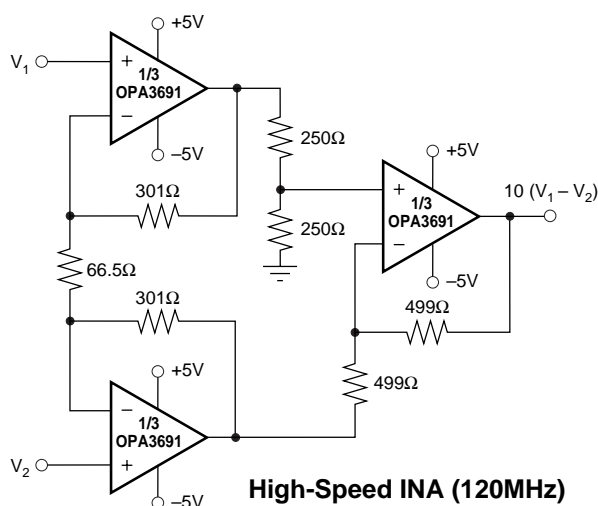 +5V
V1
+
1/3
OPA3691
−
–5V
250Ω
301Ω
+5V
10 (V1 – V2)
+
1/3
OPA3691
−
250Ω
–5V
66.5Ω
301Ω
499Ω
499Ω
+5V
−
1/3
OPA3691
V2
+
–5V
High-Speed INA (120MHz)